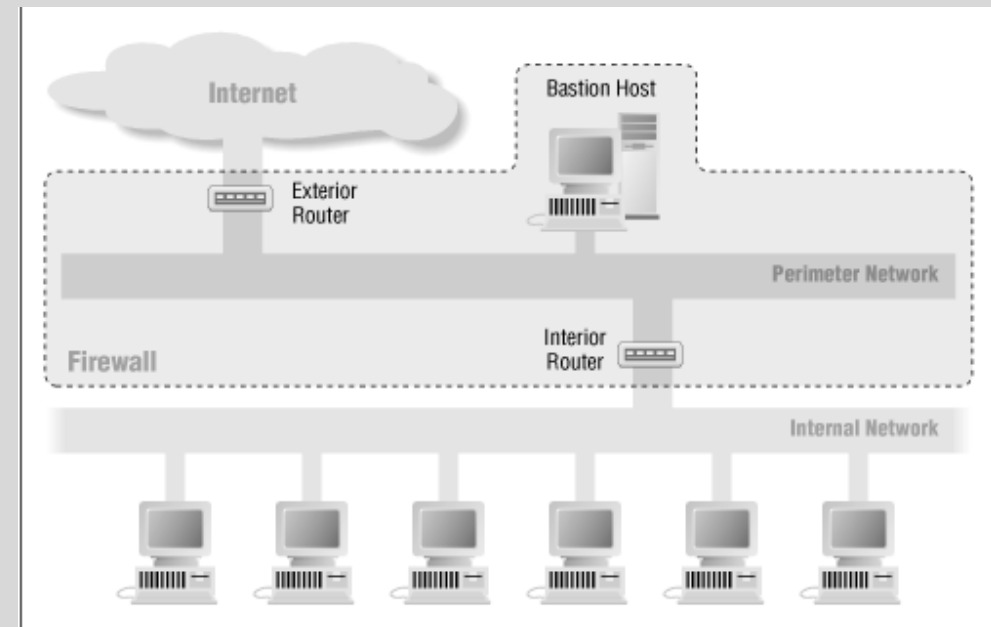 Internet
Bastion Host
Exterior
Router
Perimeter Network
Interior
Router
Firewall
Internal Network